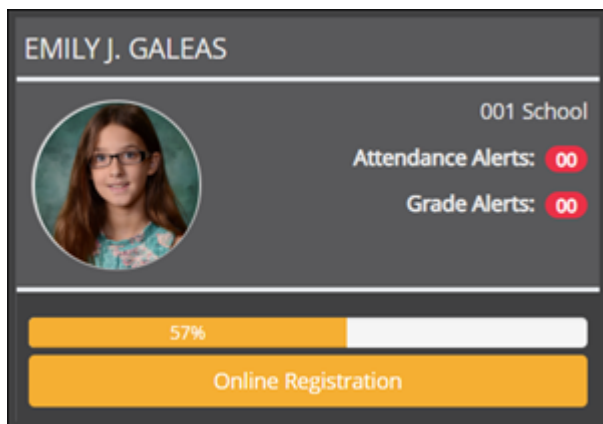 EMILY J. GALEAS
001 School
Attendance Alerts: 00
Grade Alerts: 00
57%
Online Registration